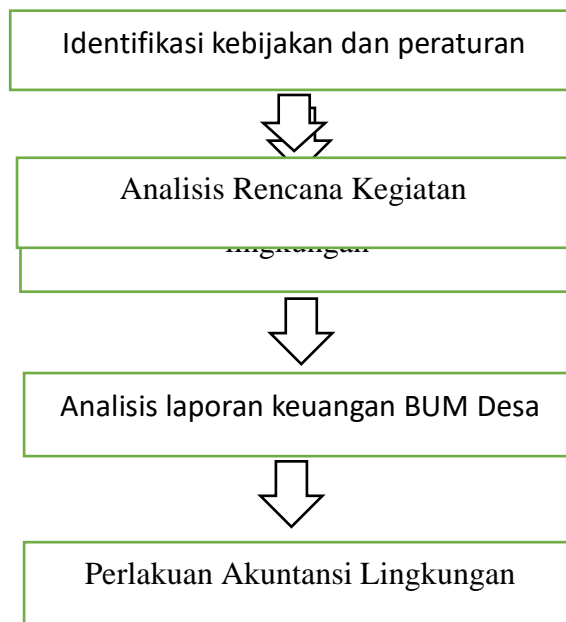 Identifikasi kebijakan dan peraturan
Analisis Rencana Kegiatan
Analisis laporan keuangan BUM Desa
Perlakuan Akuntansi Lingkungan